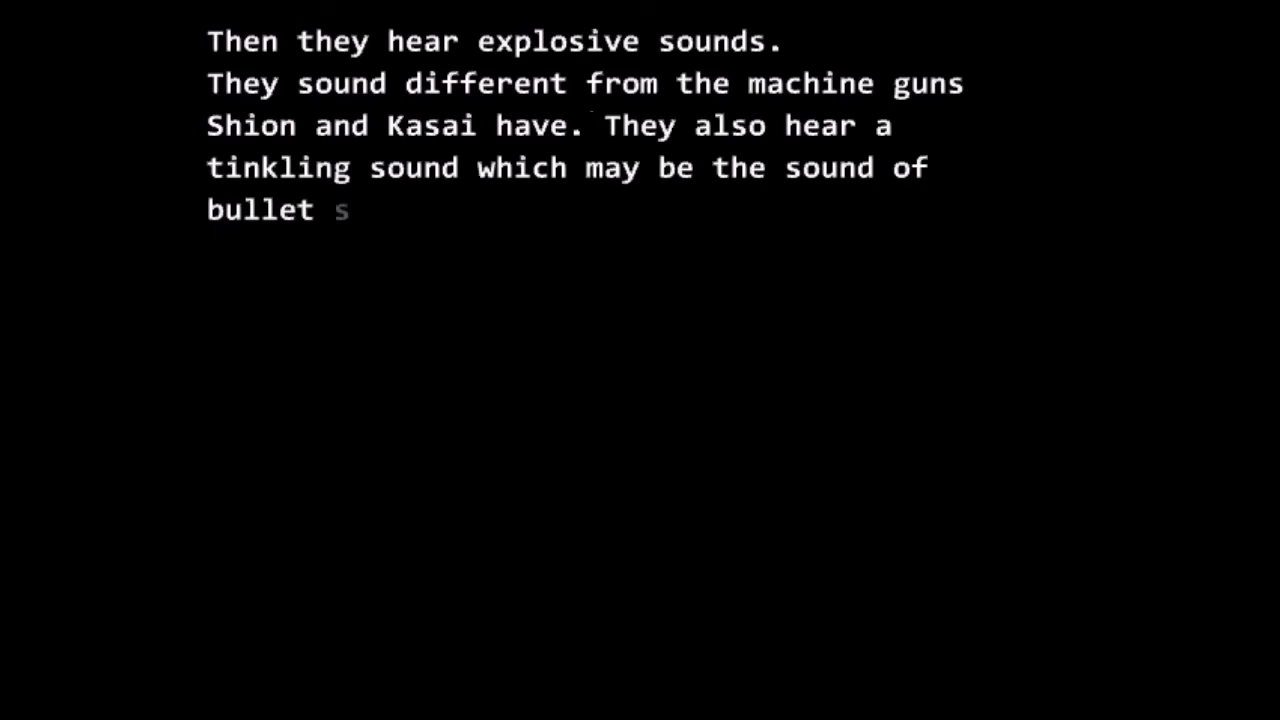 Then they hear explosive sounds.
They sound different from the machine guns
Shion and Kasai have. They also hear a
tinkling sound which may be the sound of
bullet s